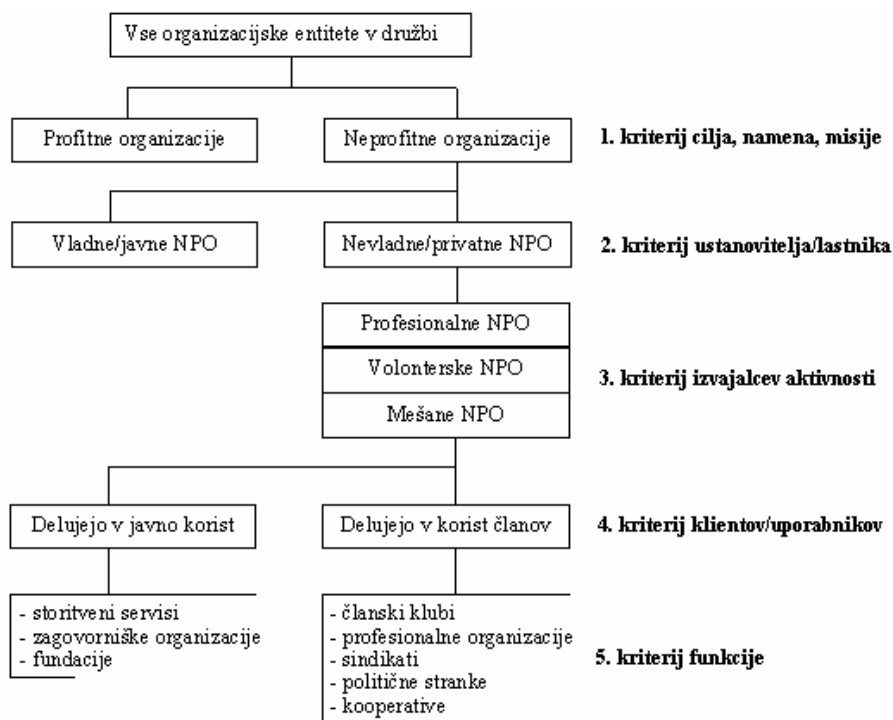 Vse organizacijske entitete v družbi
Profitne organizacije
Neprofitne organizacije
1. kriterij cilja, namena, misije
Vladne/javne NPO
Nevladne/privatne NPO
2. kriterij ustanovitelja/lastnika
Profesionalne NPO
Volonterske NPO
Mešane NPO
3. kriterij izvajalcev aktivnosti
Delujejo v javno korist
Delujejo v korist članov
4. kriterij klientov/uporabnikov
- storitveni servisi
- zagovorniške organizacije
- fundacije
- članski klubi
- profesionalne organizacije
- sindikati
- politične stranke
- kooperative
5. kriterij funkcije